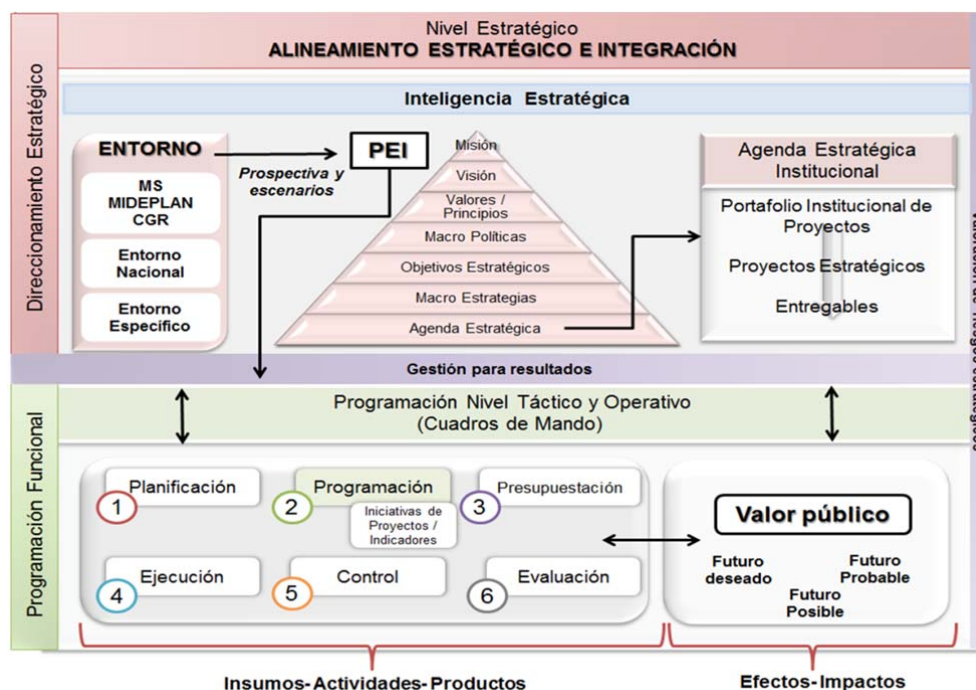 Nivel Estratégico
ALINEAMIENTO ESTRATÉGICO E INTEGRACIÓN
Direccionamiento Estratégico
Inteligencia Estratégica
ENTORNO
MS
MIDEPLAN
CGR
Entorno
Nacional
Entorno
Específico
Prospectiva y
escenarios
PEI
Misión
Visión
Valores /
Principios
Macro Políticas
Objetivos Estratégicos
Macro Estrategias
Agenda Estratégica
Agenda Estratégica
Institucional
Portafolio Institucional de
Proyectos
Proyectos Estratégicos
Entregables
Gestión para resultados
Programación Funcional
Programación Nivel Táctico y Operativo
(Cuadros de Mando)
1
Planificación
2
Programación
Iniciativas de
Proyectos /
Indicadores
3
Presupuestación
4
Ejecución
5
Control
6
Evaluación
Valor público
Futuro
deseado
Futuro
Probable
Futuro
Posible
Insumos-Actividades-Productos
Efectos-Impactos